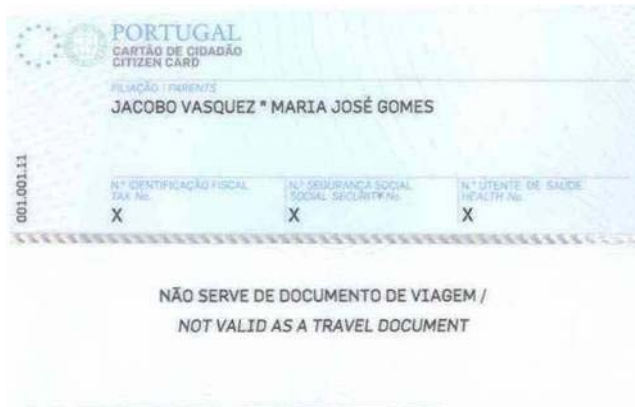 PORTUGAL
CARTÃO DE CIDADÃO
CITIZEN CARD
FILIAÇÃO / PARENTS
JACOBO VASQUEZ * MARIA JOSÉ GOMES
001.001.11
N.º IDENTIFICAÇÃO FISCAL
TAX No.
X
N.º SEGURANÇA SOCIAL
SOCIAL SECURITY No.
X
N.º UTENTE DE SAÚDE
HEALTH No.
X
NÃO SERVE DE DOCUMENTO DE VIAGEM /
NOT VALID AS A TRAVEL DOCUMENT